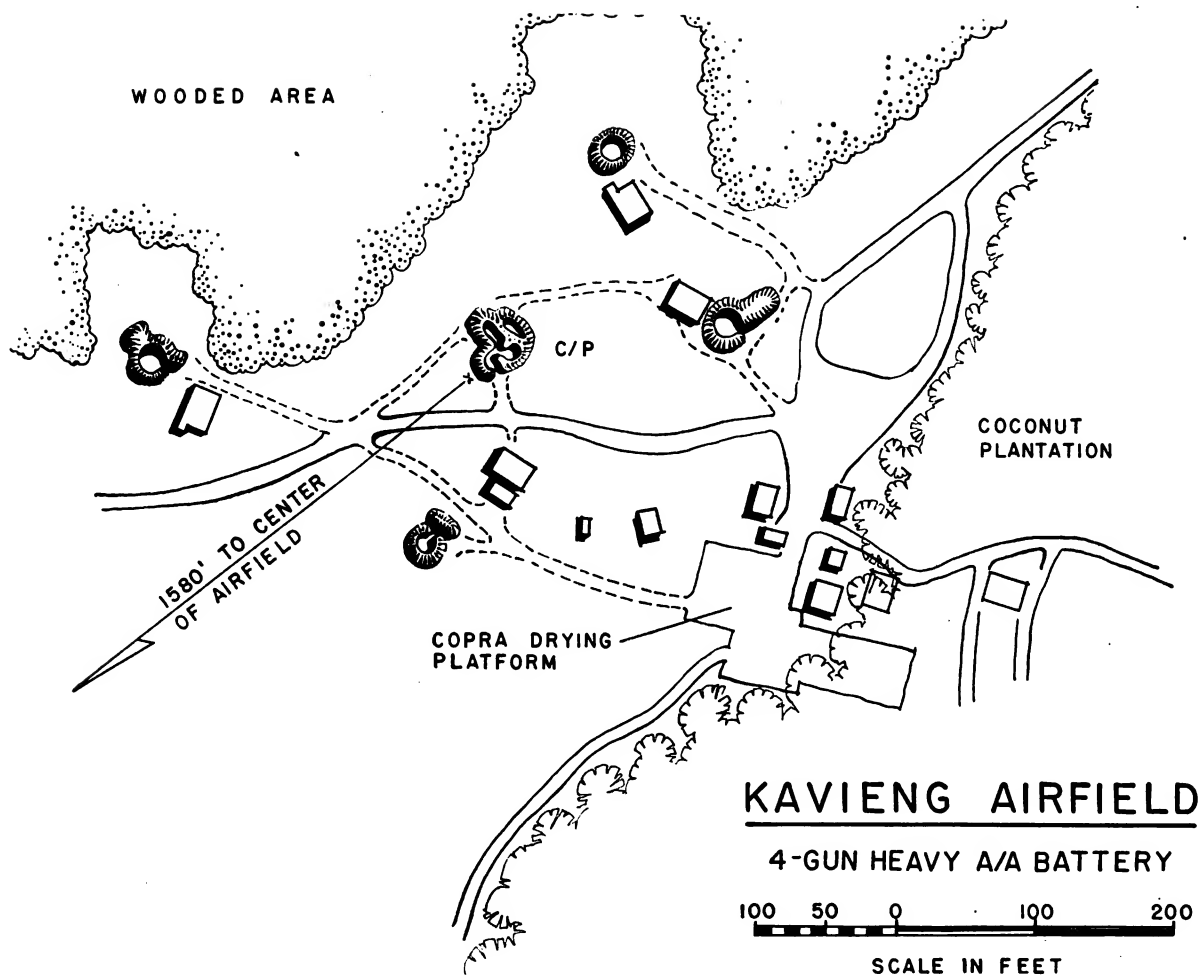 WOODED AREA
C/P
COCONUT
PLANTATION
1580' TO CENTER
OF AIRFIELD
COPRA DRYING
PLATFORM
KAVIENG AIRFIELD
4-GUN HEAVY A/A BATTERY
100 50 0 100 200
SCALE IN FEET